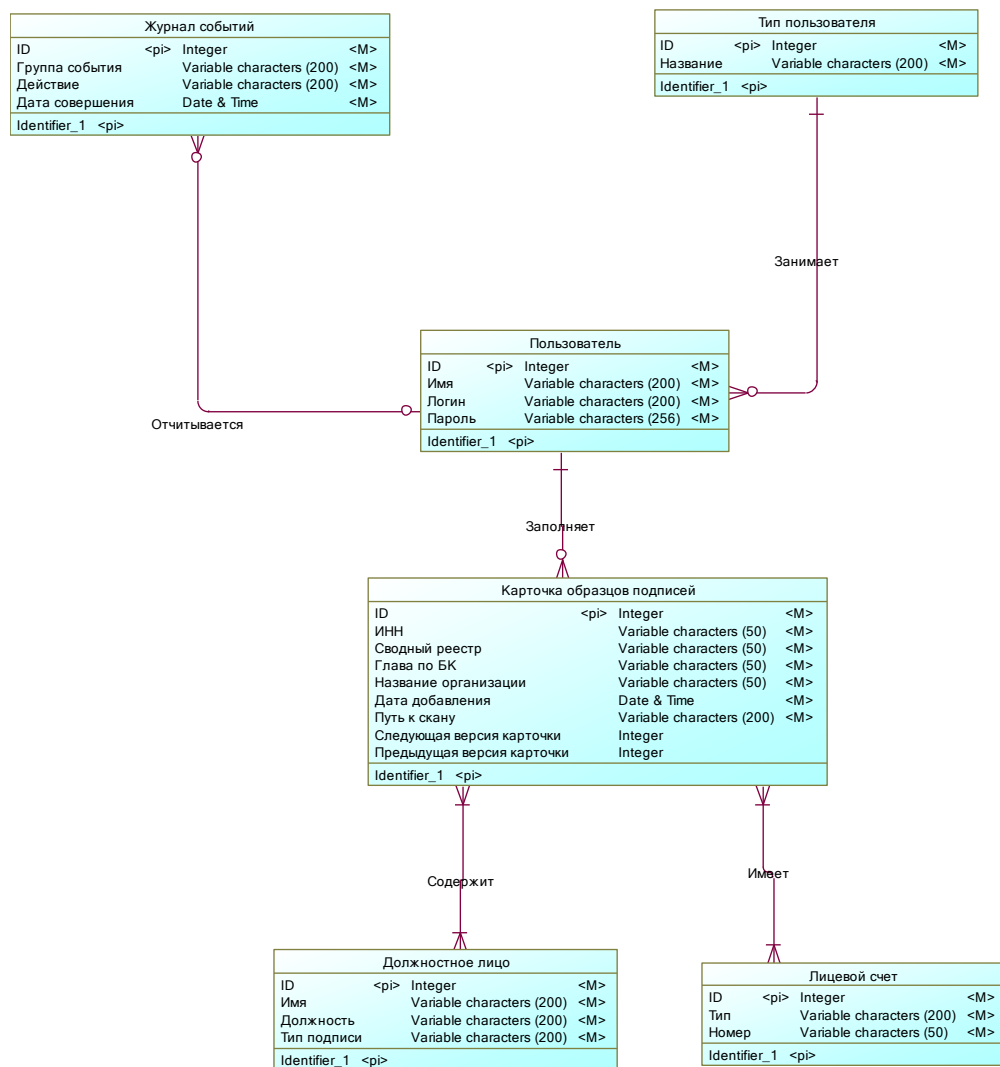 Журнал событий
ID <pi> Integer <M>
Группа события Variable characters (200) <M>
Действие Variable characters (200) <M>
Дата совершения Date & Time <M>
Identifier_1 <pi>
Тип пользователя
ID <pi> Integer <M>
Название Variable characters (200) <M>
Identifier_1 <pi>
Занимает
Отчитывается
Пользователь
ID <pi> Integer <M>
Имя Variable characters (200) <M>
Логин Variable characters (200) <M>
Пароль Variable characters (256) <M>
Identifier_1 <pi>
Заполняет
Карточка образцов подписей
ID <pi> Integer <M>
ИНН Variable characters (50) <M>
Сводный реестр Variable characters (50) <M>
Глава по БК Variable characters (50) <M>
Название организации Variable characters (50) <M>
Дата добавления Date & Time <M>
Путь к скану Variable characters (200) <M>
Следующая версия карточки Integer
Предыдущая версия карточки Integer
Identifier_1 <pi>
Содержит
Имеет
Должностное лицо
ID <pi> Integer <M>
Имя Variable characters (200) <M>
Должность Variable characters (200) <M>
Тип подписи Variable characters (200) <M>
Identifier_1 <pi>
Лицевой счет
ID <pi> Integer <M>
Тип Variable characters (200) <M>
Номер Variable characters (50) <M>
Identifier_1 <pi>